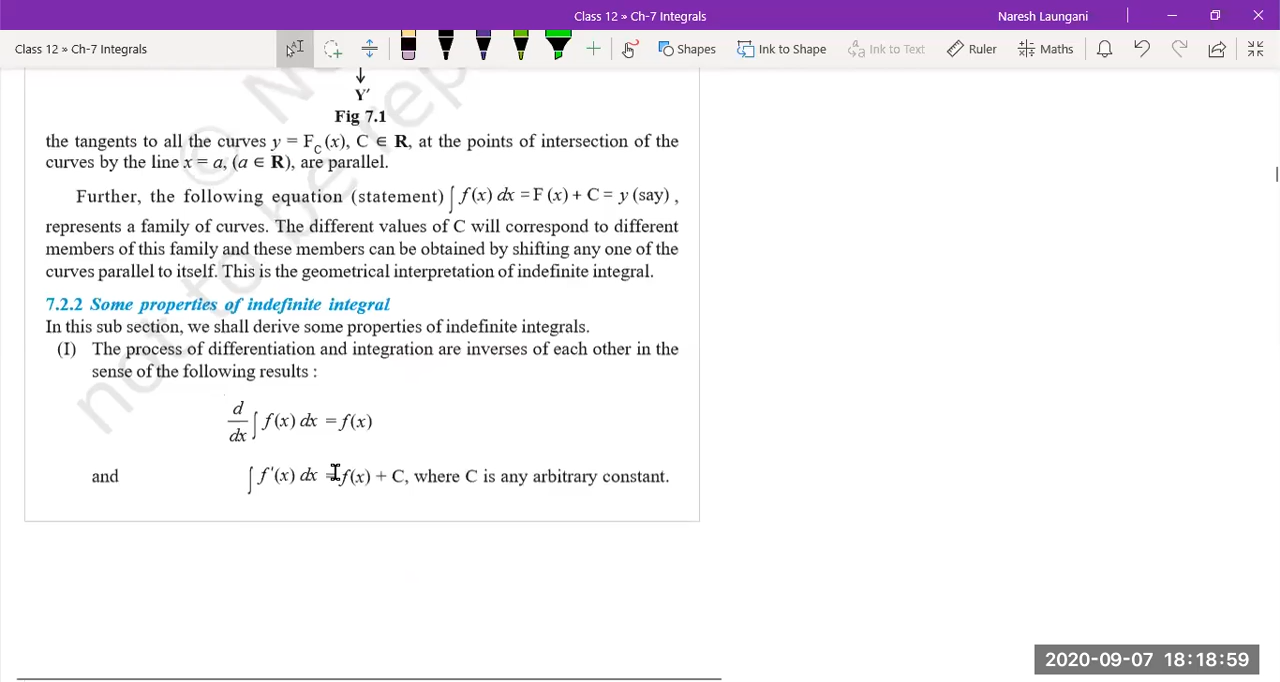 Class 12 » Ch-7 Integrals
Naresh Laungani
Class 12 » Ch-7 Integrals
Shapes
Ink to Shape
Ink to Text
Ruler
Maths
Y′
Fig 7.1
the tangents to all the curves y = F_C (x), C ∈ R, at the points of intersection of the
curves by the line x = a, (a ∈ R), are parallel.
Further, the following equation (statement) ∫ f(x) dx = F (x) + C = y (say) ,
represents a family of curves. The different values of C will correspond to different
members of this family and these members can be obtained by shifting any one of the
curves parallel to itself. This is the geometrical interpretation of indefinite integral.
7.2.2 Some properties of indefinite integral
In this sub section, we shall derive some properties of indefinite integrals.
(I) The process of differentiation and integration are inverses of each other in the
sense of the following results :
d/dx ∫ f(x) dx = f(x)
and ∫ f'(x) dx = f(x) + C, where C is any arbitrary constant.
2020-09-07 18:18:59